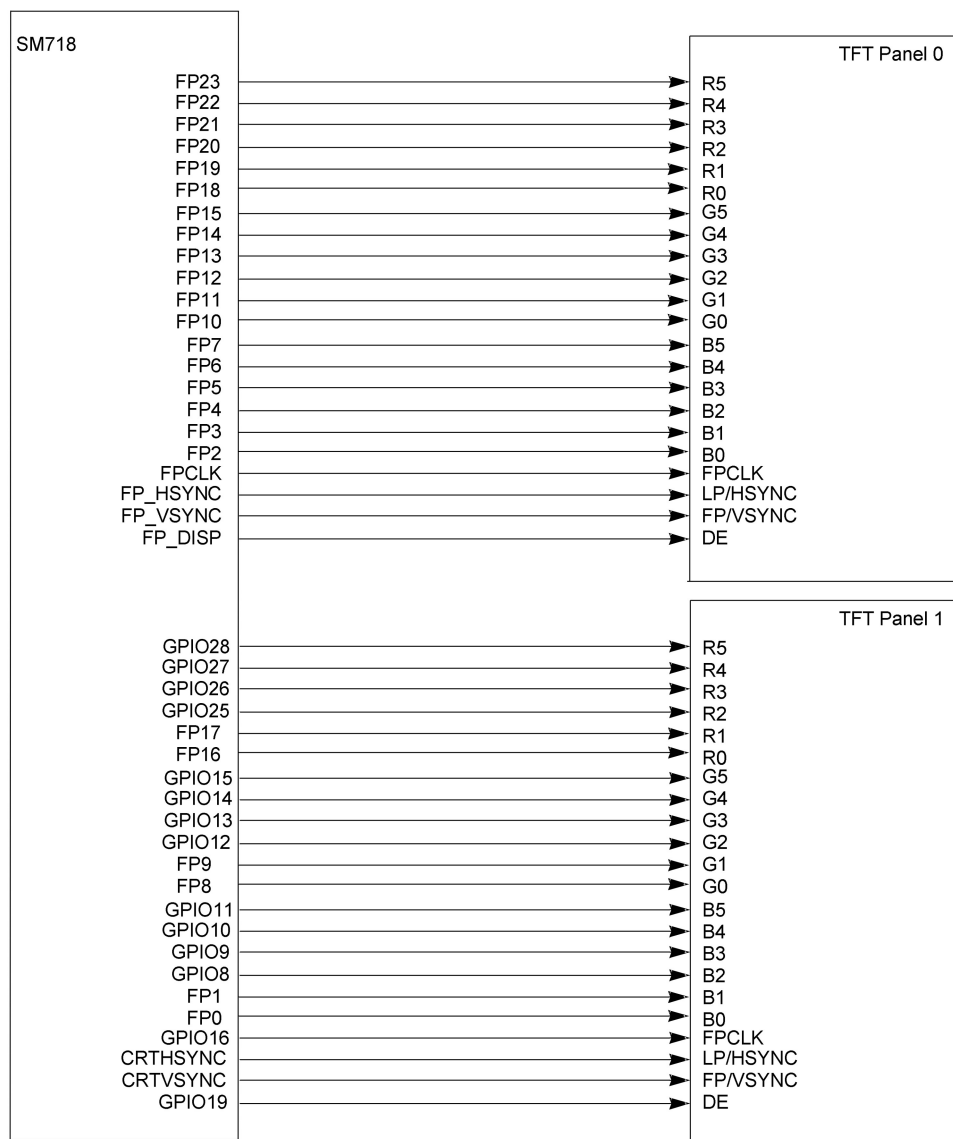 SM718
TFT Panel 0
FP23 R5
FP22 R4
FP21 R3
FP20 R2
FP19 R1
FP18 R0
FP15 G5
FP14 G4
FP13 G3
FP12 G2
FP11 G1
FP10 G0
FP7 B5
FP6 B4
FP5 B3
FP4 B2
FP3 B1
FP2 B0
FPCLK FPCLK
FP_HSYNC LP/HSYNC
FP_VSYNC FP/VSYNC
FP_DISP DE
TFT Panel 1
GPIO28 R5
GPIO27 R4
GPIO26 R3
GPIO25 R2
FP17 R1
FP16 R0
GPIO15 G5
GPIO14 G4
GPIO13 G3
GPIO12 G2
FP9 G1
FP8 G0
GPIO11 B5
GPIO10 B4
GPIO9 B3
GPIO8 B2
FP1 B1
FP0 B0
GPIO16 FPCLK
CRTHSYNC LP/HSYNC
CRTVSYNC FP/VSYNC
GPIO19 DE